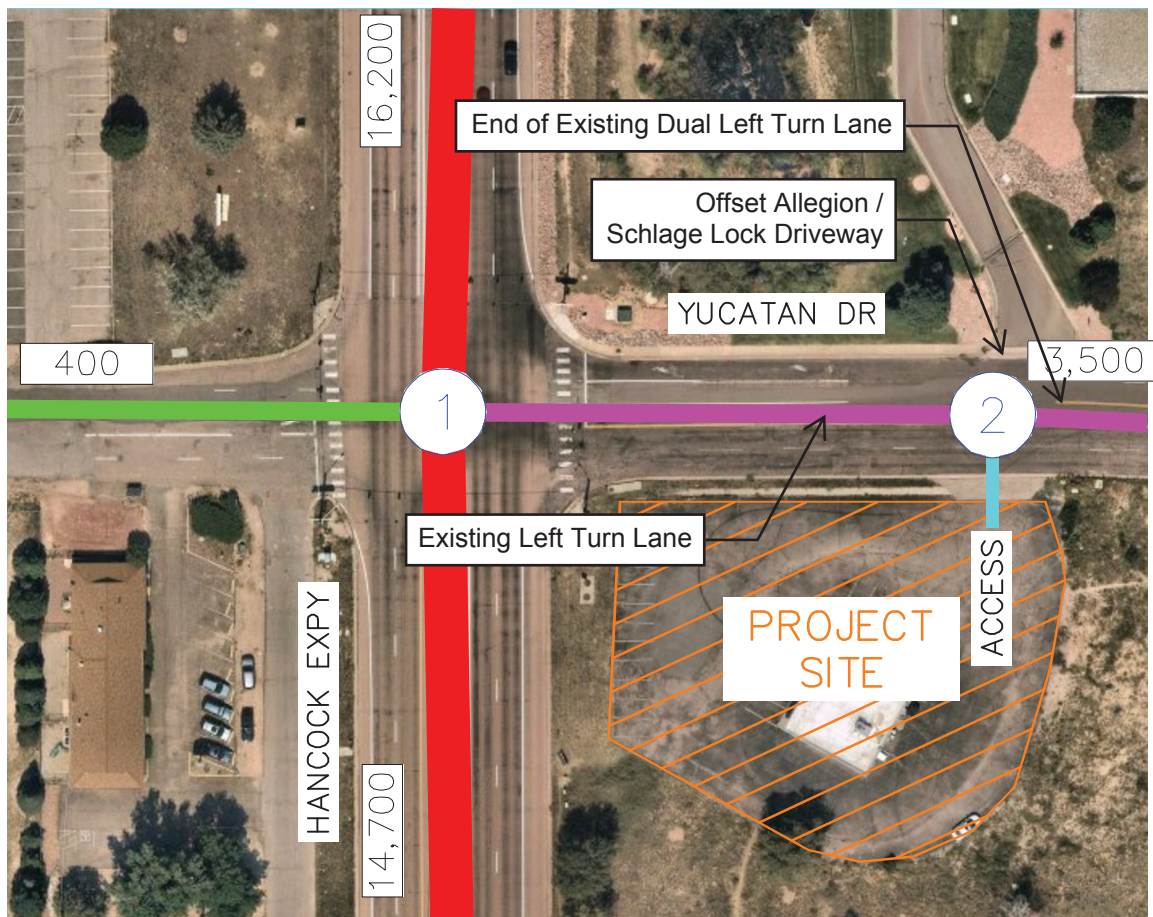 16,200
End of Existing Dual Left Turn Lane
Offset Allegion /
Schlage Lock Driveway
YUCATAN DR
400
3,500
1
2
Existing Left Turn Lane
ACCESS
PROJECT
SITE
HANCOCK EXPY
14,700